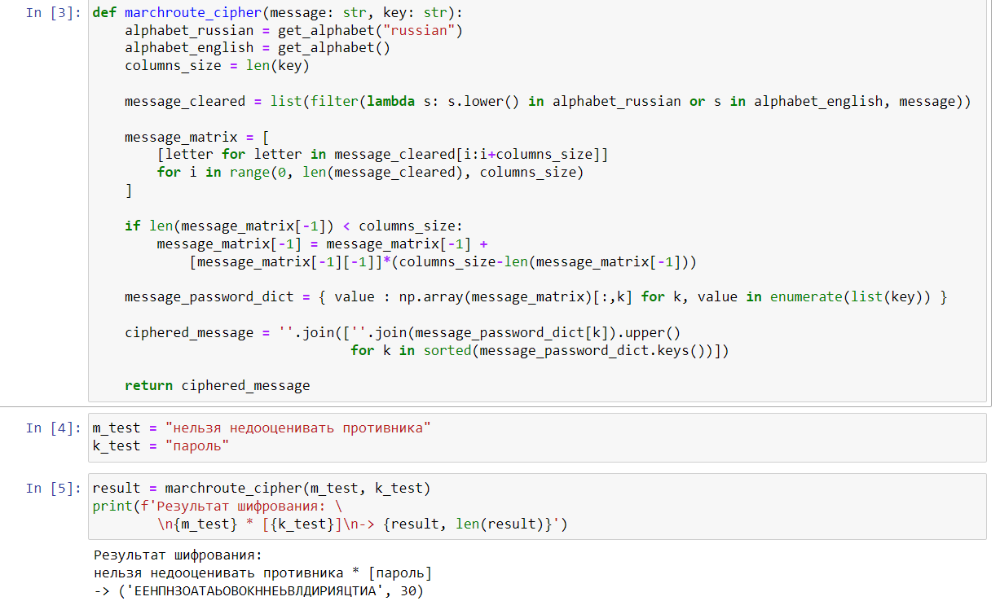 In [3]: def marchroute_cipher(message: str, key: str):
    alphabet_russian = get_alphabet("russian")
    alphabet_english = get_alphabet()
    columns_size = len(key)

    message_cleared = list(filter(lambda s: s.lower() in alphabet_russian or s in alphabet_english, message))

    message_matrix = [
        [letter for letter in message_cleared[i:i+columns_size]]
        for i in range(0, len(message_cleared), columns_size)
    ]

    if len(message_matrix[-1]) < columns_size:
        message_matrix[-1] = message_matrix[-1] +
            [message_matrix[-1][-1]]*(columns_size-len(message_matrix[-1]))

    message_password_dict = { value : np.array(message_matrix)[:,k] for k, value in enumerate(list(key)) }

    ciphered_message = ''.join([''.join(message_password_dict[k]).upper()
                               for k in sorted(message_password_dict.keys())])

    return ciphered_message
In [4]: m_test = "нельзя недооценивать противника"
k_test = "пароль"
In [5]: result = marchroute_cipher(m_test, k_test)
print(f'Результат шифрования: \
        \n{m_test} * [{k_test}]\n-> {result, len(result)}')
Результат шифрования:
нельзя недооценивать противника * [пароль]
-> ('ЕЕНПНЗОАТАЬОВОКННЕЬВЛДИРИЯЦТИА', 30)